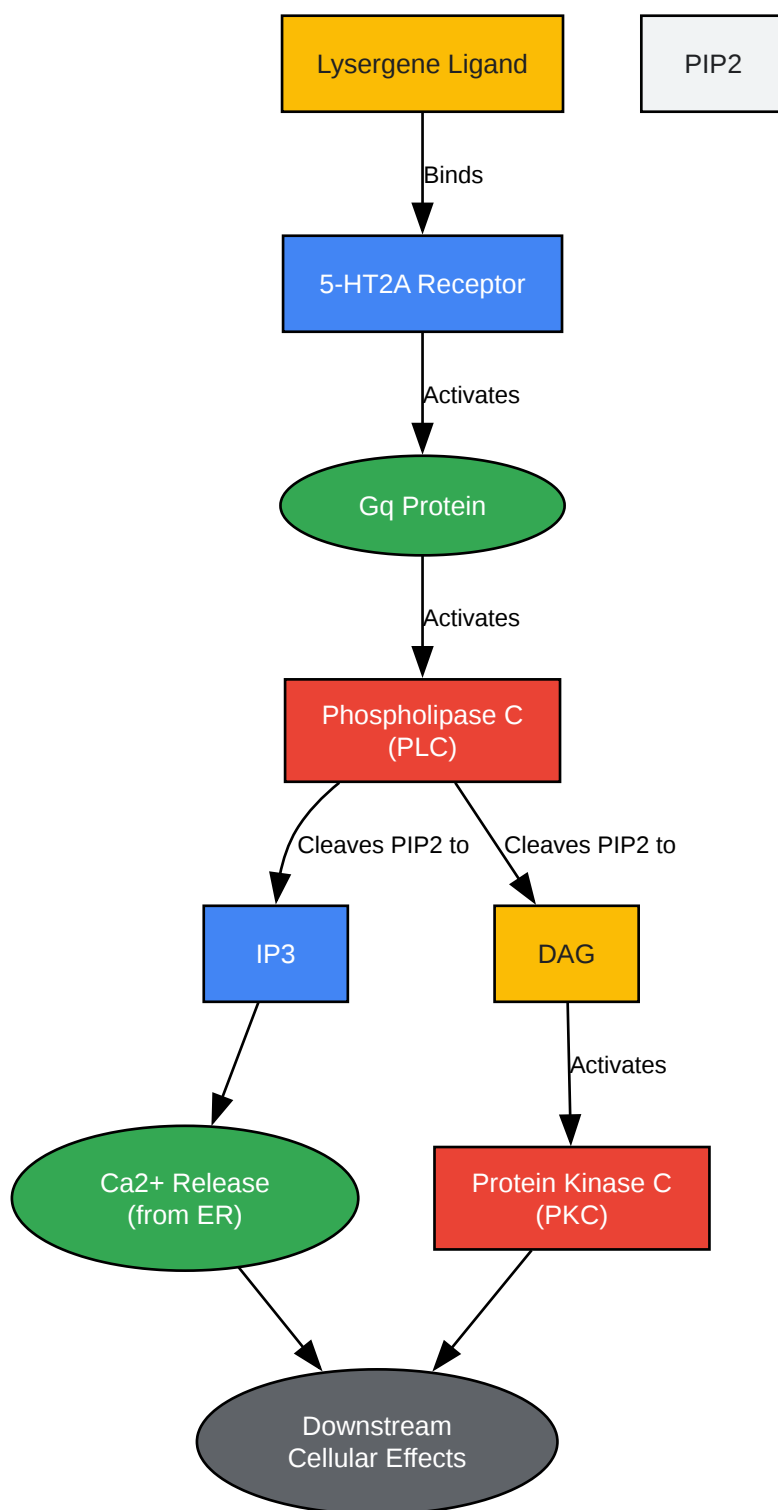 Lysergene Ligand
PIP2
Binds
5-HT2A Receptor
Activates
Gq Protein
Activates
Phospholipase C
(PLC)
Cleaves PIP2 to
Cleaves PIP2 to
IP3
DAG
Activates
Ca2+ Release
(from ER)
Protein Kinase C
(PKC)
Downstream
Cellular Effects